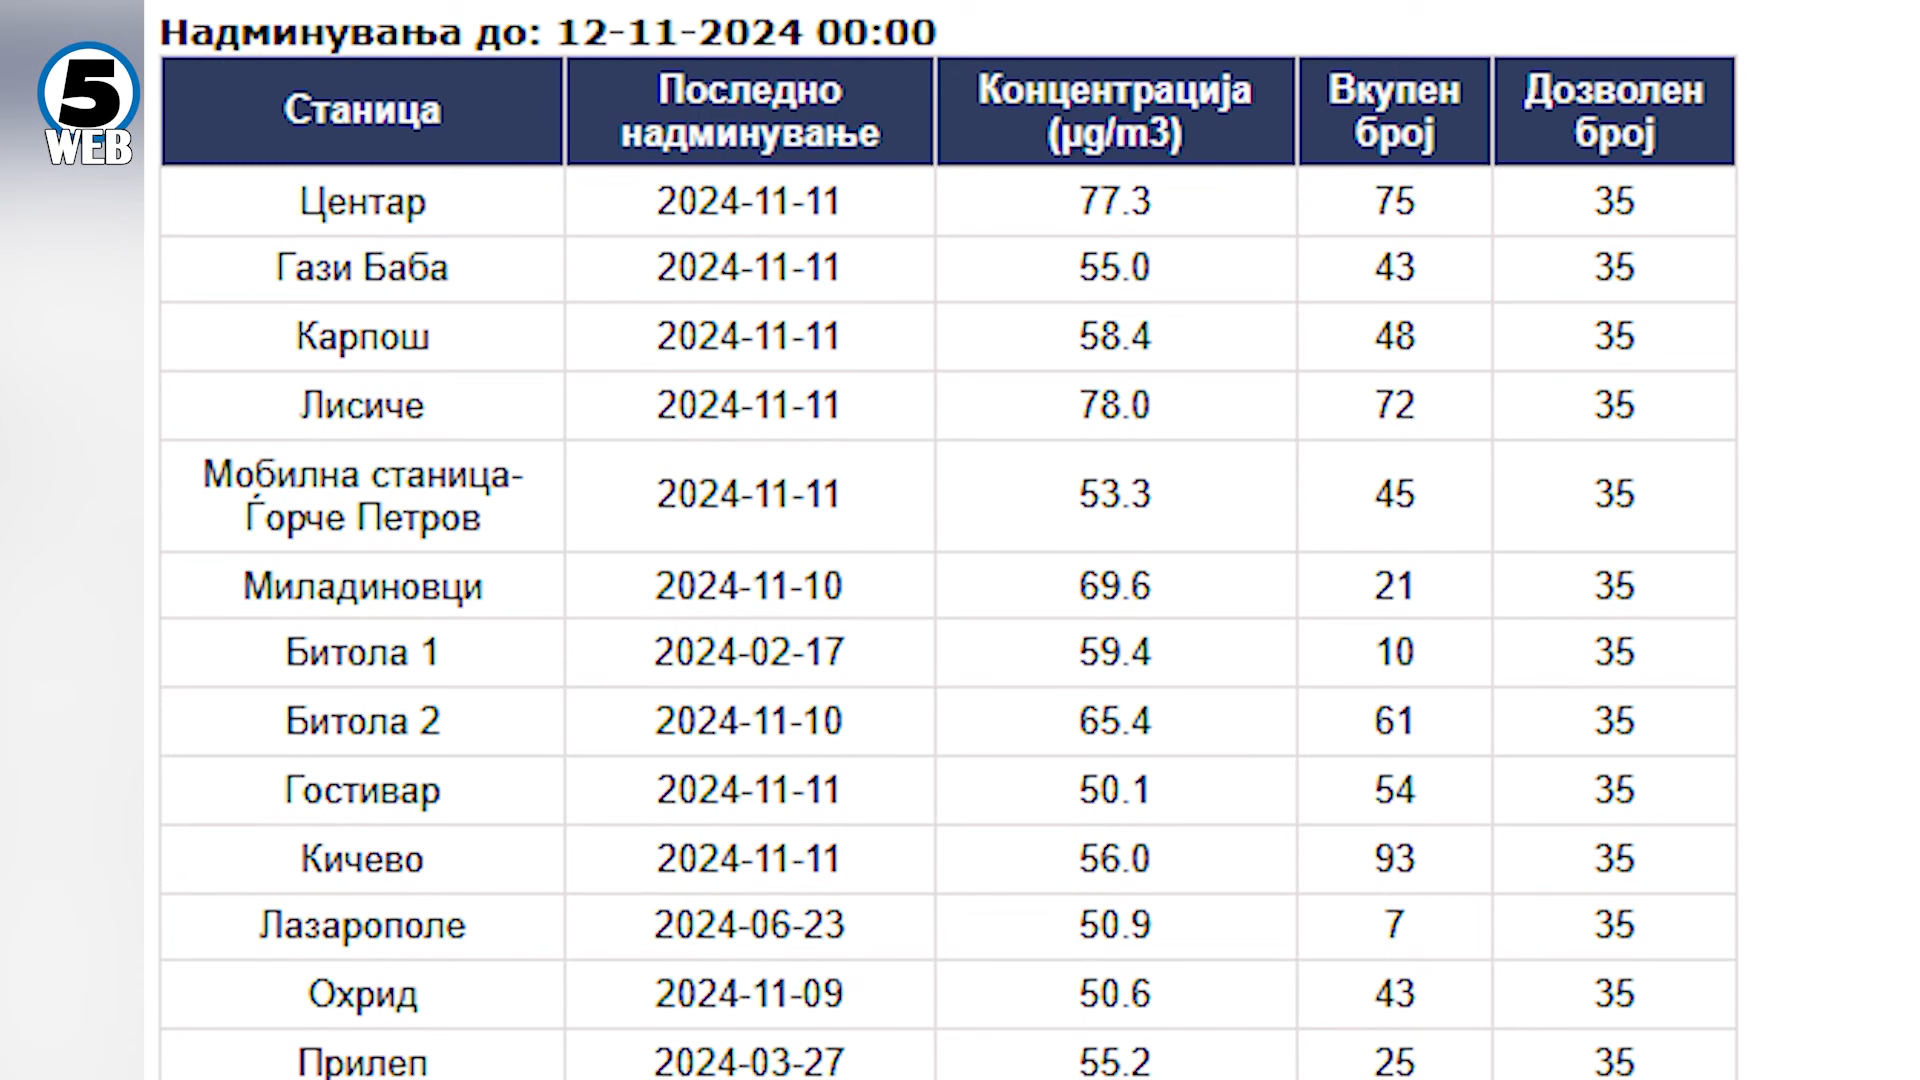 Надминувања до: 12-11-2024 00:00
5
WEB
Станица Последно надминување Концентрација (µg/m3) Вкупен број Дозволен број
Центар 2024-11-11 77.3 75 35
Гази Баба 2024-11-11 55.0 43 35
Карпош 2024-11-11 58.4 48 35
Лисиче 2024-11-11 78.0 72 35
Мобилна станица-Ѓорче Петров 2024-11-11 53.3 45 35
Миладиновци 2024-11-10 69.6 21 35
Битола 1 2024-02-17 59.4 10 35
Битола 2 2024-11-10 65.4 61 35
Гостивар 2024-11-11 50.1 54 35
Кичево 2024-11-11 56.0 93 35
Лазарополе 2024-06-23 50.9 7 35
Охрид 2024-11-09 50.6 43 35
Прилеп 2024-03-27 55.2 25 35